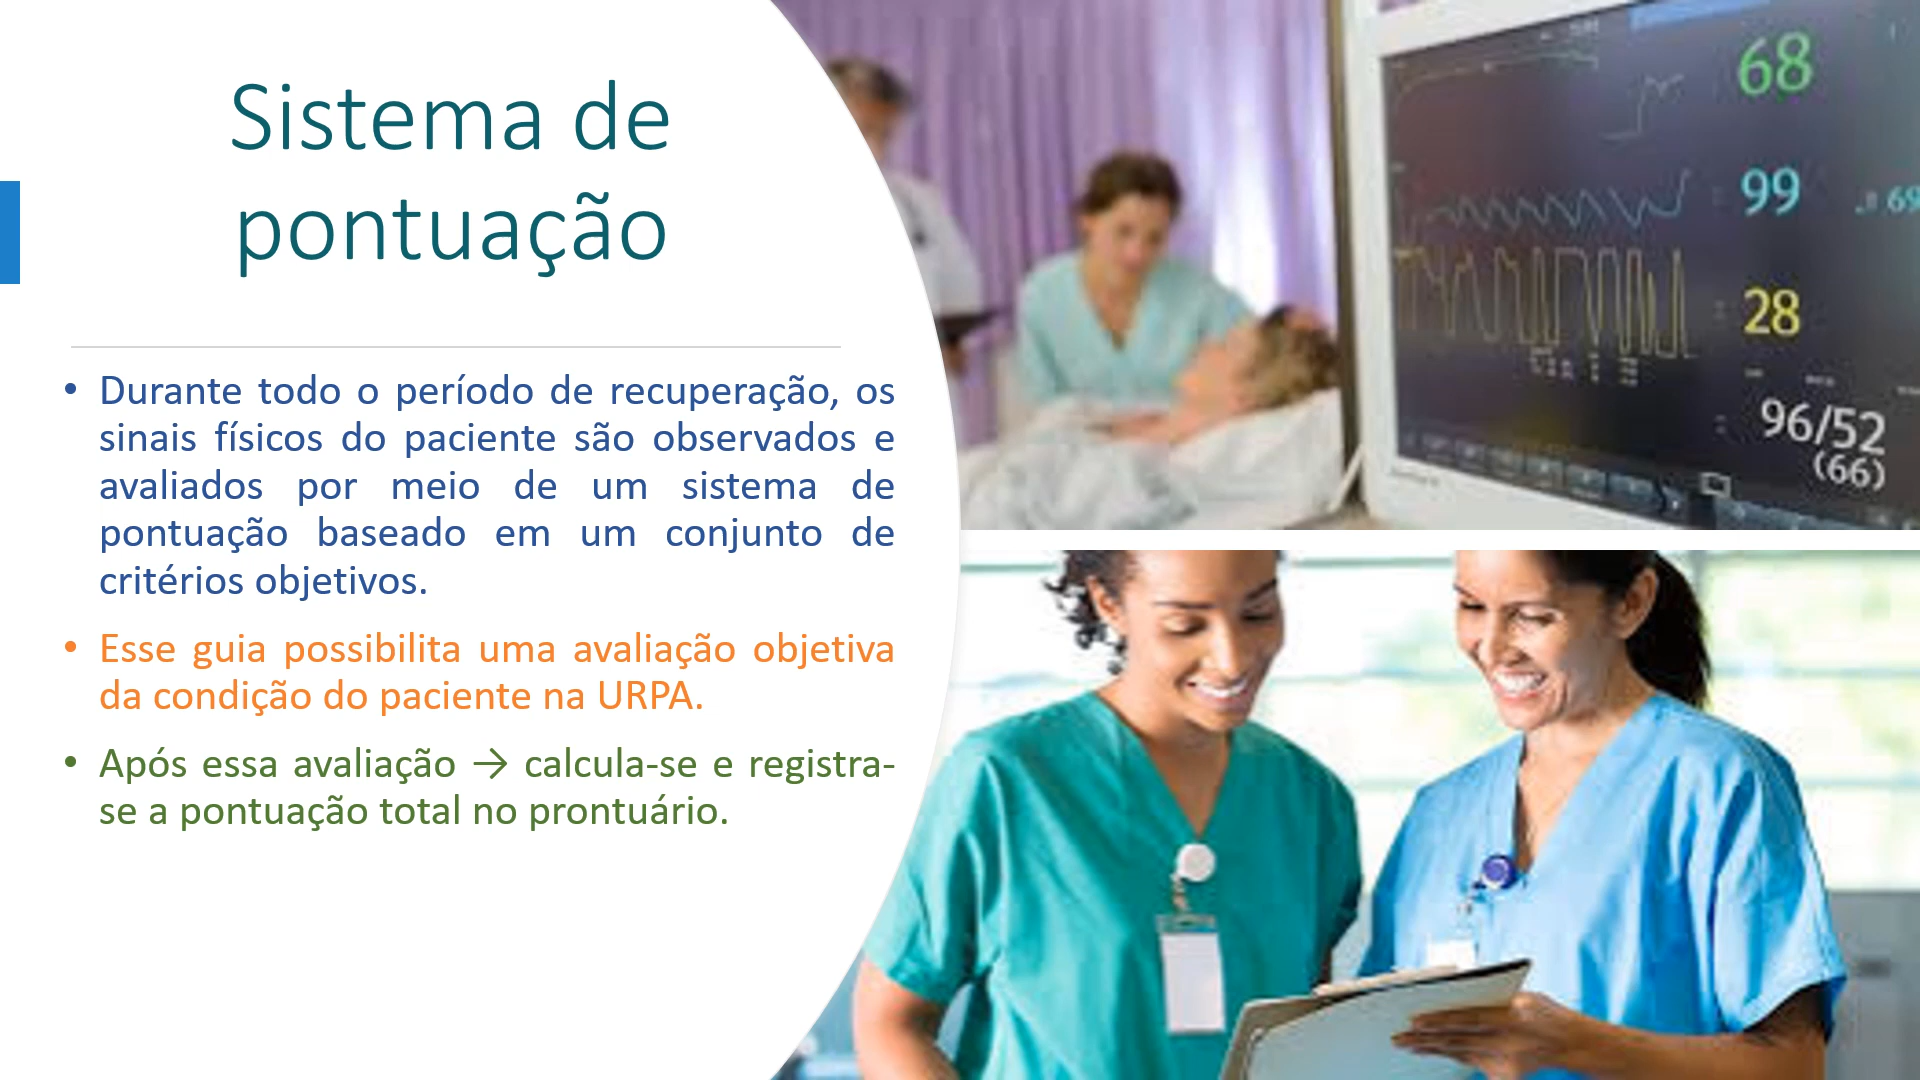 Sistema de
pontuação
• Durante todo o período de recuperação, os
sinais físicos do paciente são observados e
avaliados por meio de um sistema de
pontuação baseado em um conjunto de
critérios objetivos.
• Esse guia possibilita uma avaliação objetiva
da condição do paciente na URPA.
• Após essa avaliação → calcula-se e registra-
se a pontuação total no prontuário.
68
99
69
28
96/52
(66)